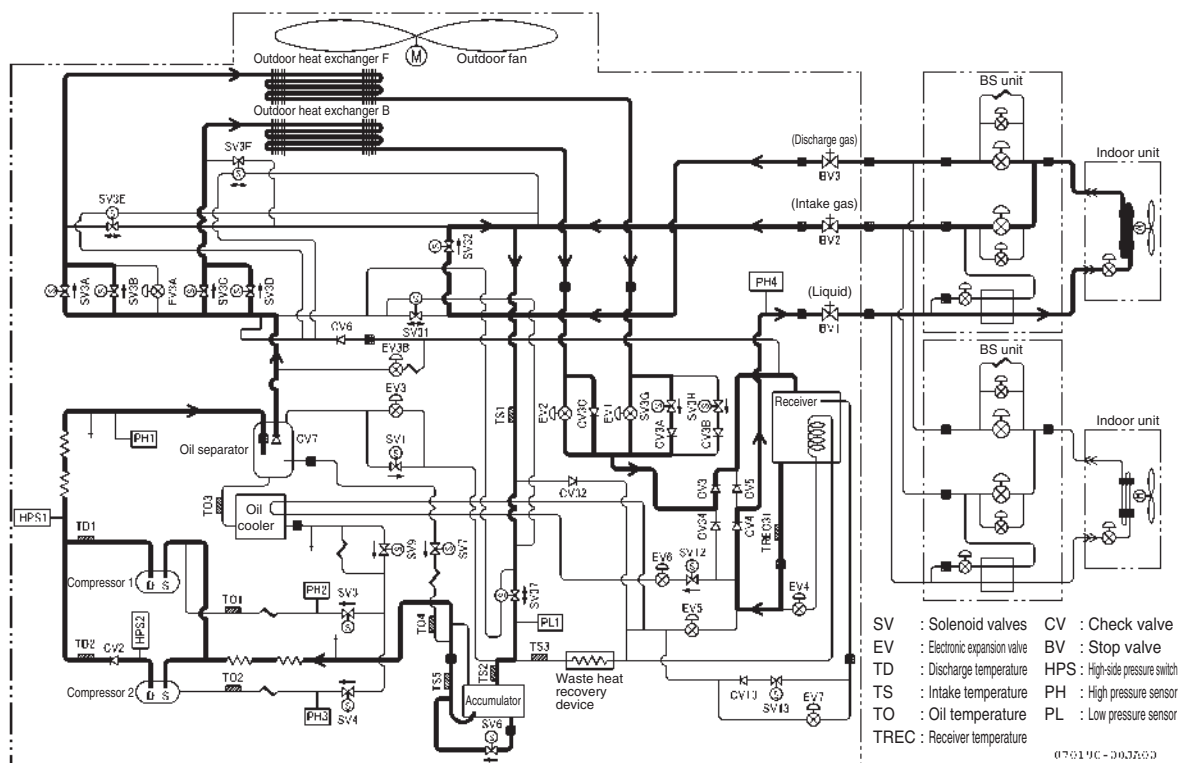 Outdoor heat exchanger F
M
Outdoor fan
Outdoor heat exchanger B
SV3F
SV3E
(Discharge gas)
BV3
(Intake gas)
BV2
(Liquid)
BV1
BS unit
Indoor unit
M
BS unit
Indoor unit
M
SV32
PH4
SV3A
SV3B
EV3A
SV3D
CV6
EV3B
EV3
SV1
TS1
EV2
CV3C
EV1
SV3G
CV3A
SV3H
CV3B
Receiver
PH1
Oil separator
CV7
TO3
Oil
cooler
CV32
CV3
CV5
CV34
CV4
TREC31
HPS1
TD1
Compressor 1
D S
SV9
SV7
EV6
SV12
EV4
EV5
TO1
PH2
SV3
TO4
PL1
HPS2
TD2
CV2
Compressor 2
D S
TO2
PH3
SV4
TS5
TS2
Accumulator
SV6
TS3
Waste heat
recovery
device
CV13
SV13
EV7
SV : Solenoid valves CV : Check valve
EV : Electronic expansion valve BV : Stop valve
TD : Discharge temperature HPS : High-side pressure switch
TS : Intake temperature PH : High pressure sensor
TO : Oil temperature PL : Low pressure sensor
TREC : Receiver temperature